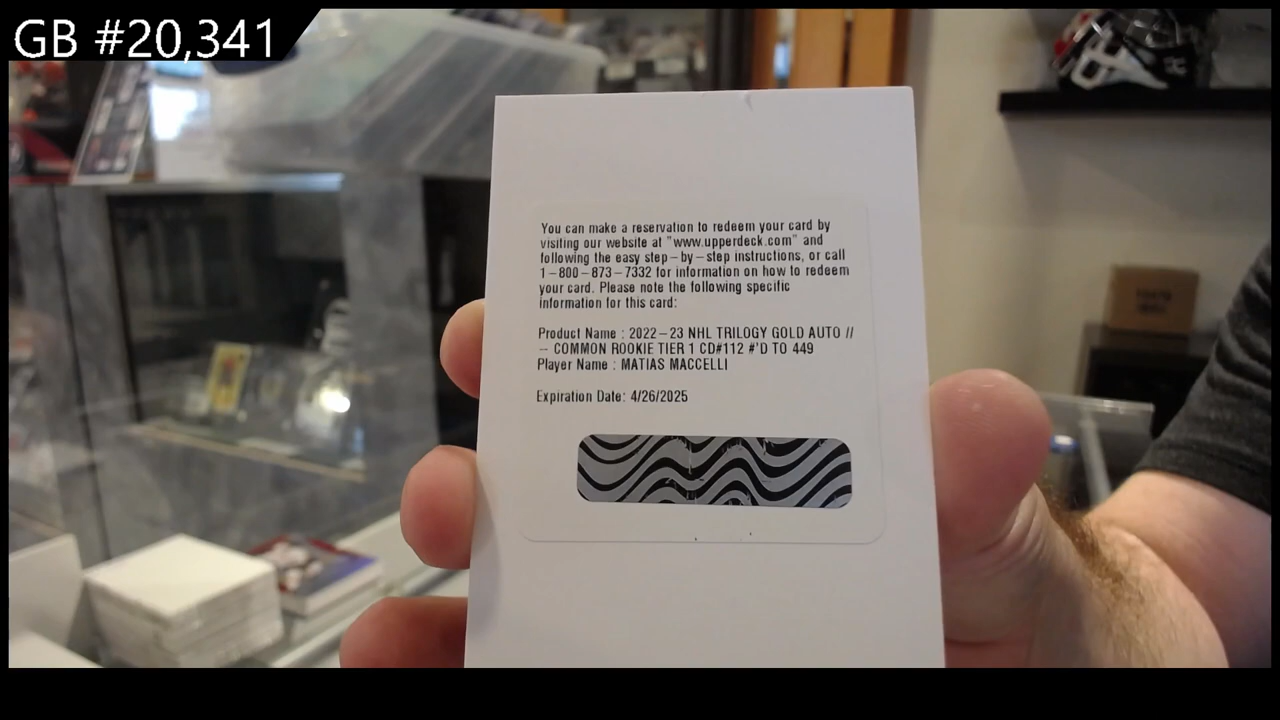 GB #20,341
You can make a reservation to redeem your card by
visiting our website at "www.upperdeck.com" and
following the easy step–by–step instructions, or call
1–800–873–7332 for information on how to redeem
your card. Please note the following specific
information for this card:
Product Name : 2022–23 NHL TRILOGY GOLD AUTO //
– COMMON ROOKIE TIER 1 CD#112 #'D TO 449
Player Name : MATIAS MACCELLI
Expiration Date: 4/26/2025